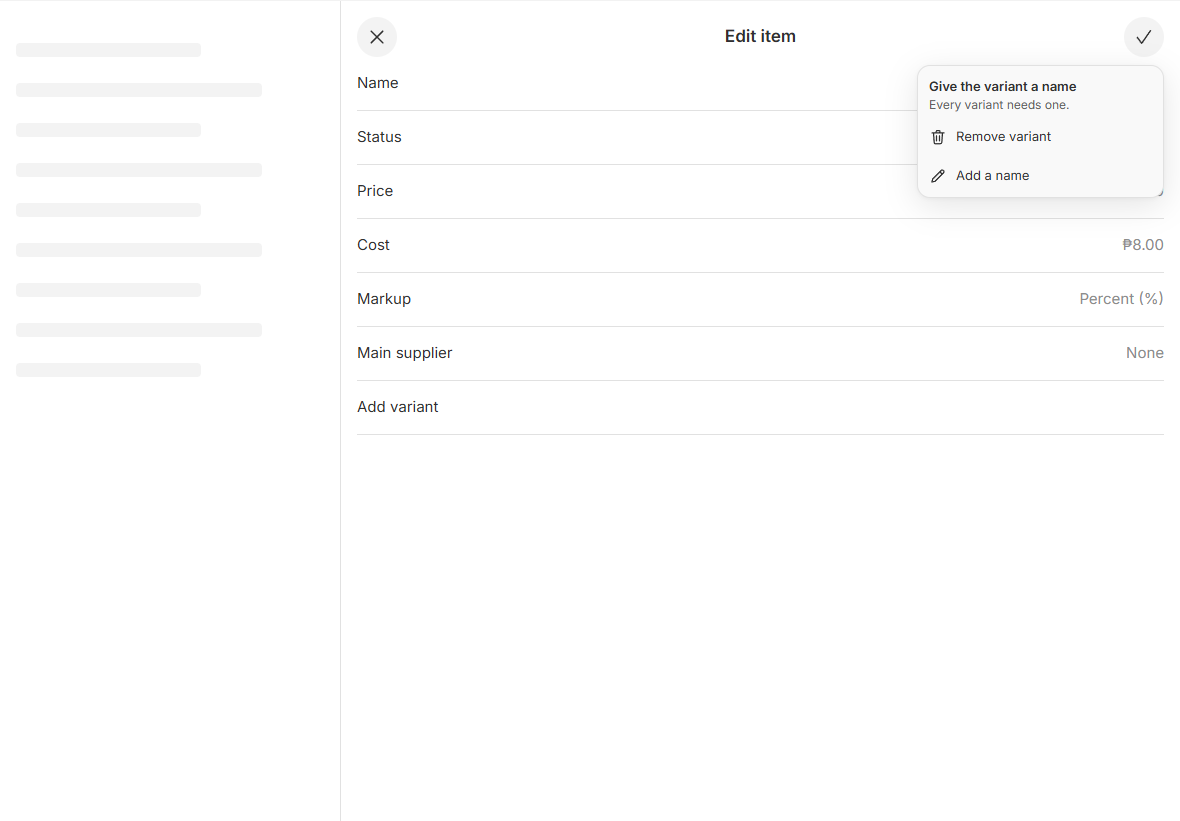 Edit item
Name
Give the variant a name
Every variant needs one.
Remove variant
Add a name
Status
Price
Cost
₱8.00
Markup
Percent (%)
Main supplier
None
Add variant